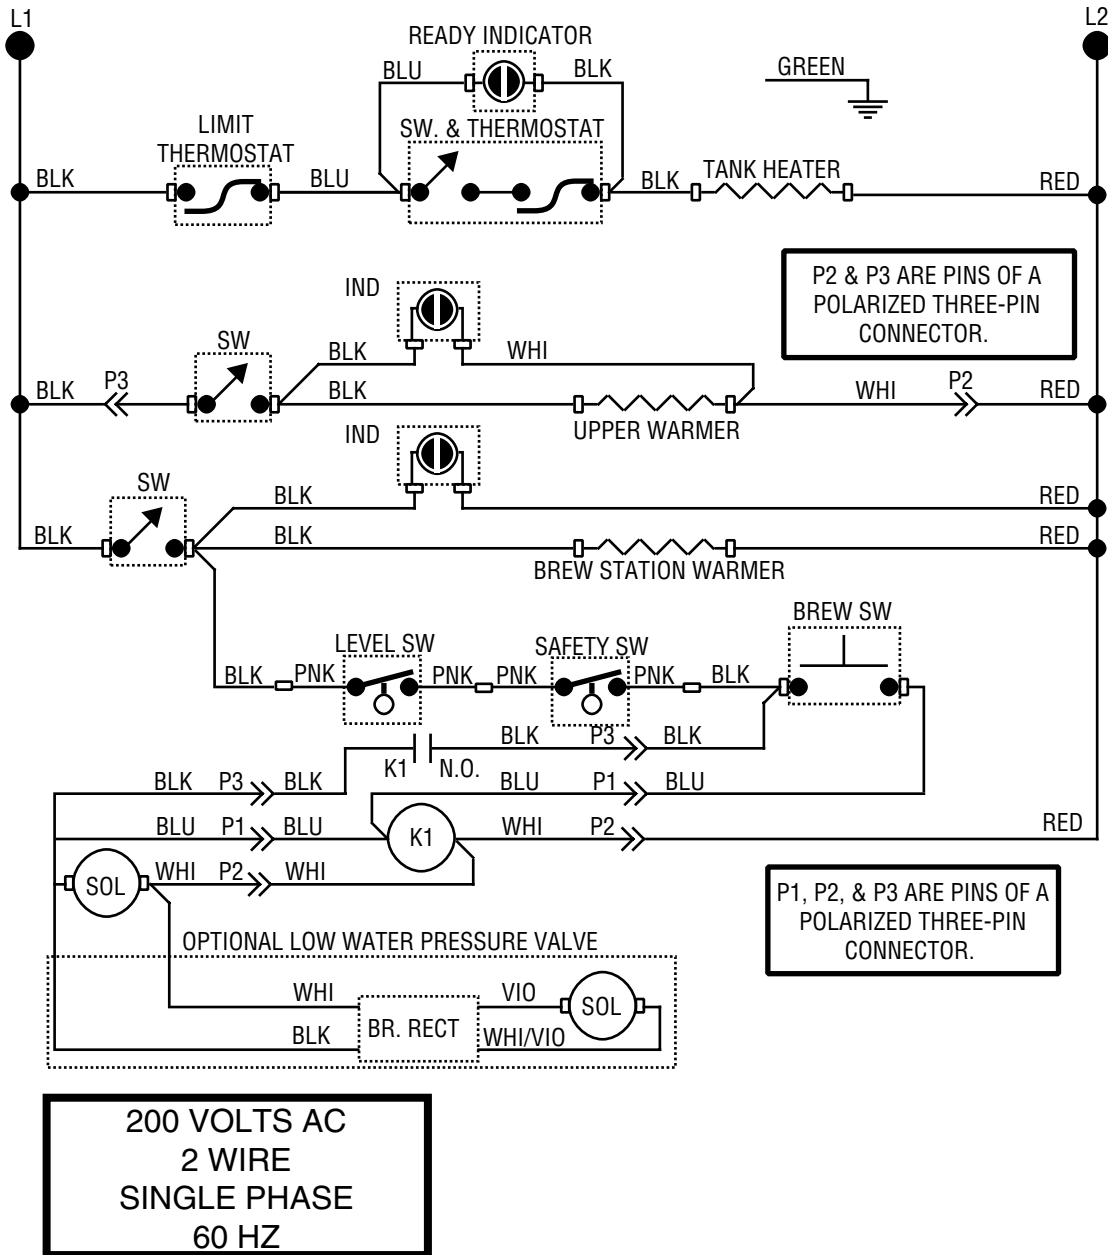 L1
L2
READY INDICATOR
BLU
BLK
GREEN
SW. & THERMOSTAT
LIMIT
THERMOSTAT
BLK
BLU
BLK
TANK HEATER
RED
P2 & P3 ARE PINS OF A
POLARIZED THREE-PIN
CONNECTOR.
IND
SW
BLK
WHI
BLK
P3
BLK
WHI
P2
RED
UPPER WARMER
IND
SW
BLK
RED
BLK
BLK
RED
BREW STATION WARMER
BREW SW
LEVEL SW
SAFETY SW
BLK
PNK
PNK
PNK
PNK
BLK
BLK
P3
BLK
K1
N.O.
BLK
P3
BLK
BLU
P1
BLU
BLU
P1
BLU
K1
WHI
P2
RED
SOL
WHI
P2
WHI
P1, P2, & P3 ARE PINS OF A
POLARIZED THREE-PIN
CONNECTOR.
OPTIONAL LOW WATER PRESSURE VALVE
WHI
BR. RECT
VIO
SOL
BLK
WHI/VIO
200 VOLTS AC
2 WIRE
SINGLE PHASE
60 HZ